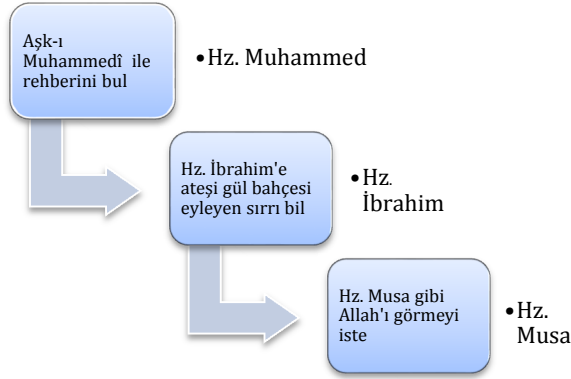 Aşk-ı
Muhammedî ile
rehberini bul
•Hz. Muhammed
Hz. İbrahim'e
ateşi gül bahçesi
eyleyen sırrı bil
•Hz.
İbrahim
Hz. Musa gibi
Allah'ı görmeyi
iste
•Hz.
Musa